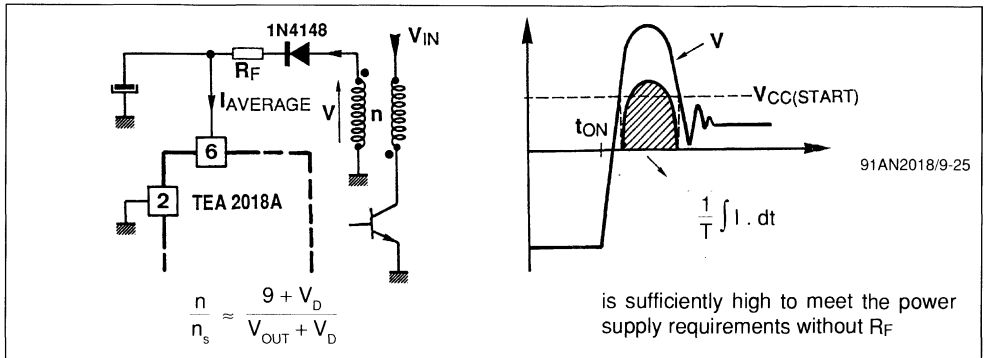 1N4148
V_IN
R_F
I_AVERAGE
V
n
6
2
TEA 2018A
n/n_s ≈ (9 + V_D)/(V_OUT + V_D)
V
V_CC(START)
t_ON
91AN2018/9-25
1/T ∫ I . dt
is sufficiently high to meet the power
supply requirements without R_F